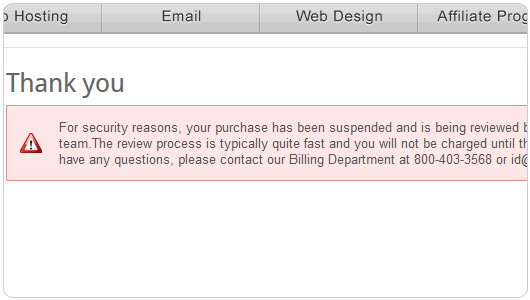 Hosting
Email
Web Design
Affiliate
Thank you
For security reasons, your purchase has been suspended and is being reviewed
team.The review process is typically quite fast and you will not be charged until
have any questions, please contact our Billing Department at 800-403-3568 or id@